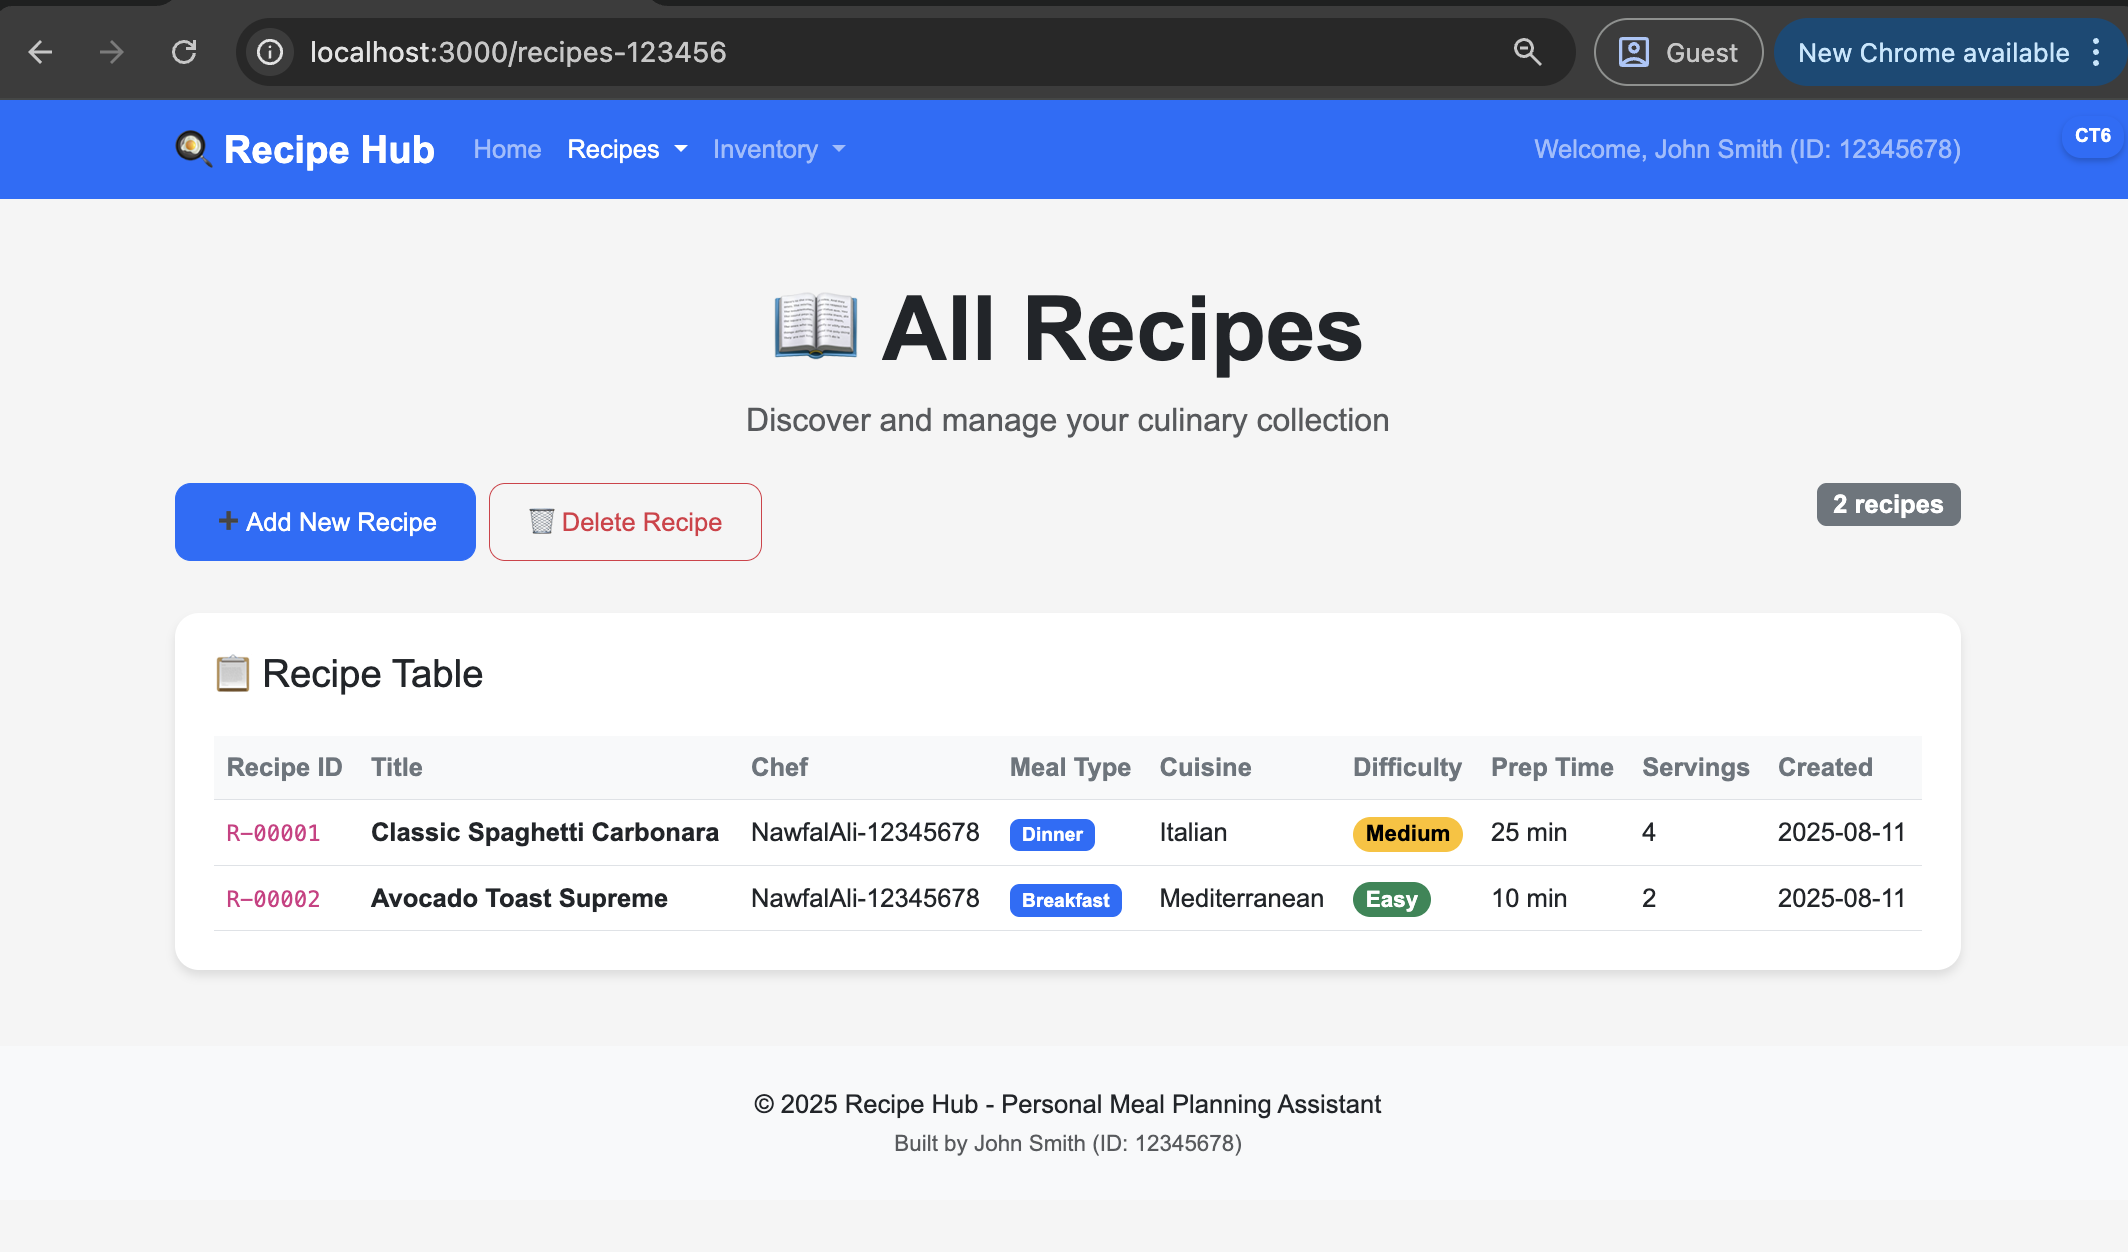 localhost:3000/recipes-123456
Guest
New Chrome available
Recipe Hub Home Recipes Inventory Welcome, John Smith (ID: 12345678) CT6
All Recipes
Discover and manage your culinary collection
Add New Recipe Delete Recipe 2 recipes
Recipe Table
Recipe ID Title Chef Meal Type Cuisine Difficulty Prep Time Servings Created
R-00001 Classic Spaghetti Carbonara NawfalAli-12345678 Dinner Italian Medium 25 min 4 2025-08-11
R-00002 Avocado Toast Supreme NawfalAli-12345678 Breakfast Mediterranean Easy 10 min 2 2025-08-11
© 2025 Recipe Hub - Personal Meal Planning Assistant
Built by John Smith (ID: 12345678)